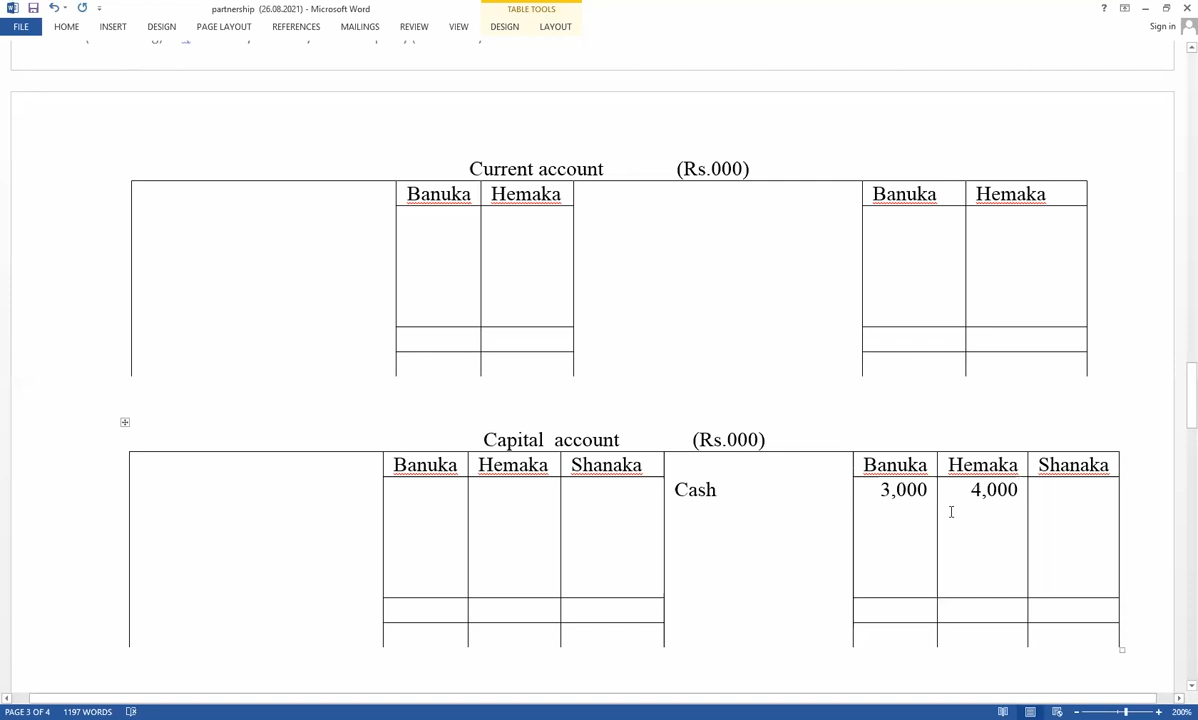 partnership (26.08.2021) - Microsoft Word
TABLE TOOLS
?
Sign in
FILE HOME INSERT DESIGN PAGE LAYOUT REFERENCES MAILINGS REVIEW VIEW DESIGN LAYOUT
Current account (Rs.000)
Banuka Hemaka Banuka Hemaka
Capital account (Rs.000)
Banuka Hemaka Shanaka Banuka Hemaka Shanaka
Cash 3,000 4,000
PAGE 3 OF 4 1197 WORDS 200%